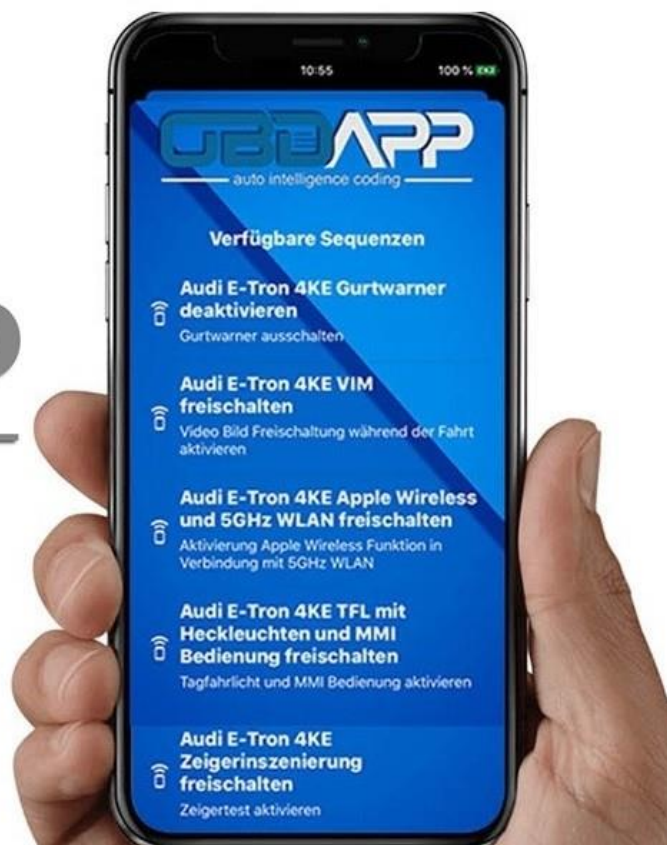 10:55
100 %
OBDAPP
auto intelligence coding
Verfügbare Sequenzen
Audi E-Tron 4KE Gurtwarner
deaktivieren
Gurtwarner ausschalten
Audi E-Tron 4KE VIM
freischalten
Video Bild Freischaltung während der Fahrt
aktivieren
Audi E-Tron 4KE Apple Wireless
und 5GHz WLAN freischalten
Aktivierung Apple Wireless Funktion in
Verbindung mit 5GHz WLAN
Audi E-Tron 4KE TFL mit
Heckleuchten und MMI
Bedienung freischalten
Tagfahrlicht und MMI Bedienung aktivieren
Audi E-Tron 4KE
Zeigerinszenierung
freischalten
Zeigertest aktivieren